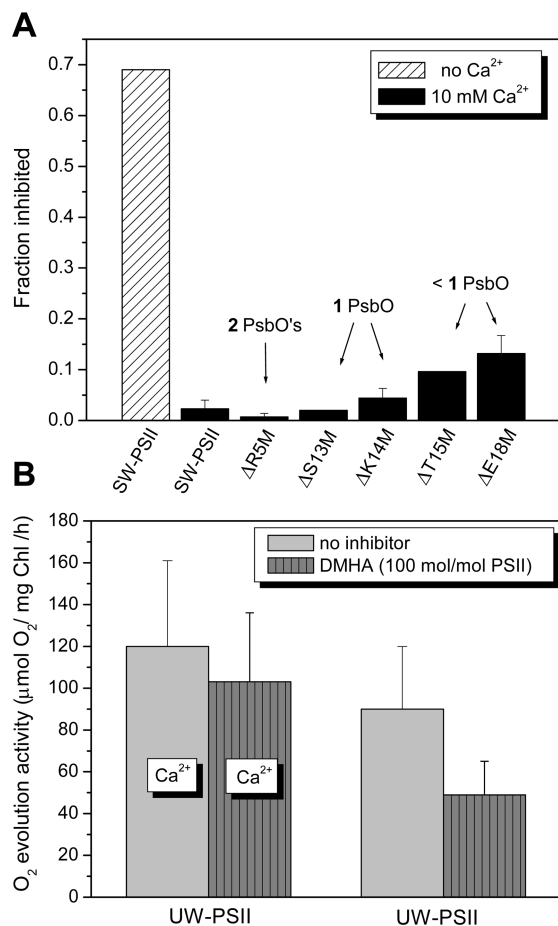 A
no Ca²⁺
10 mM Ca²⁺
Fraction inhibited
0.7
0.6
0.5
0.4
0.3
0.2
0.1
0.0
2 PsbO's
1 PsbO
< 1 PsbO
SW-PSII
SW-PSII
ΔR5M
ΔS13M
ΔK14M
ΔT15M
ΔE18M
B
no inhibitor
DMHA (100 mol/mol PSII)
O₂ evolution activity (μmol O₂/ mg Chl /h)
180
160
140
120
100
80
60
40
20
0
Ca²⁺
Ca²⁺
UW-PSII
UW-PSII